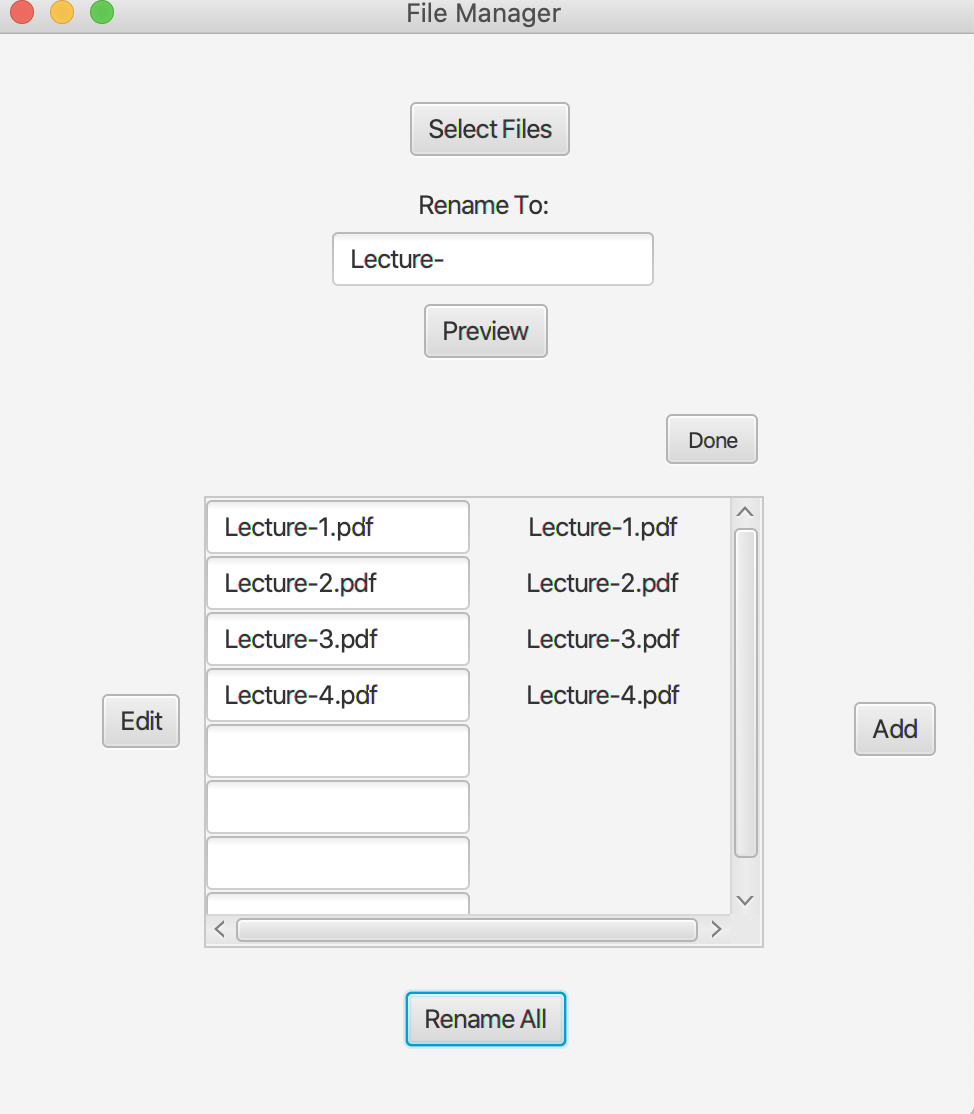 File Manager
Select Files
Rename To:
Lecture-
Preview
Done
Lecture-1.pdf Lecture-1.pdf
Lecture-2.pdf Lecture-2.pdf
Lecture-3.pdf Lecture-3.pdf
Lecture-4.pdf Lecture-4.pdf
Edit
Add
Rename All